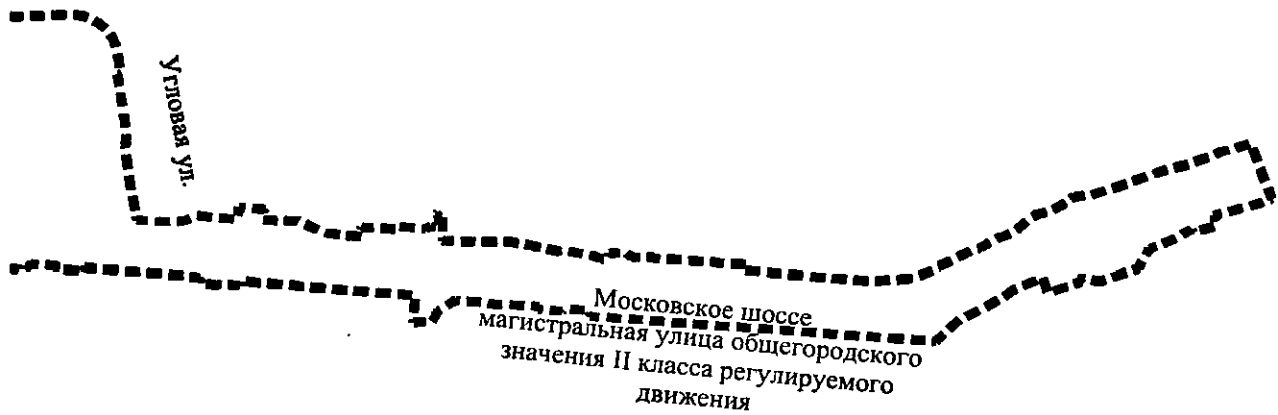 Угловая ул.
Московское шоссе
магистральная улица общегородского
значения II класса регулируемого
движения